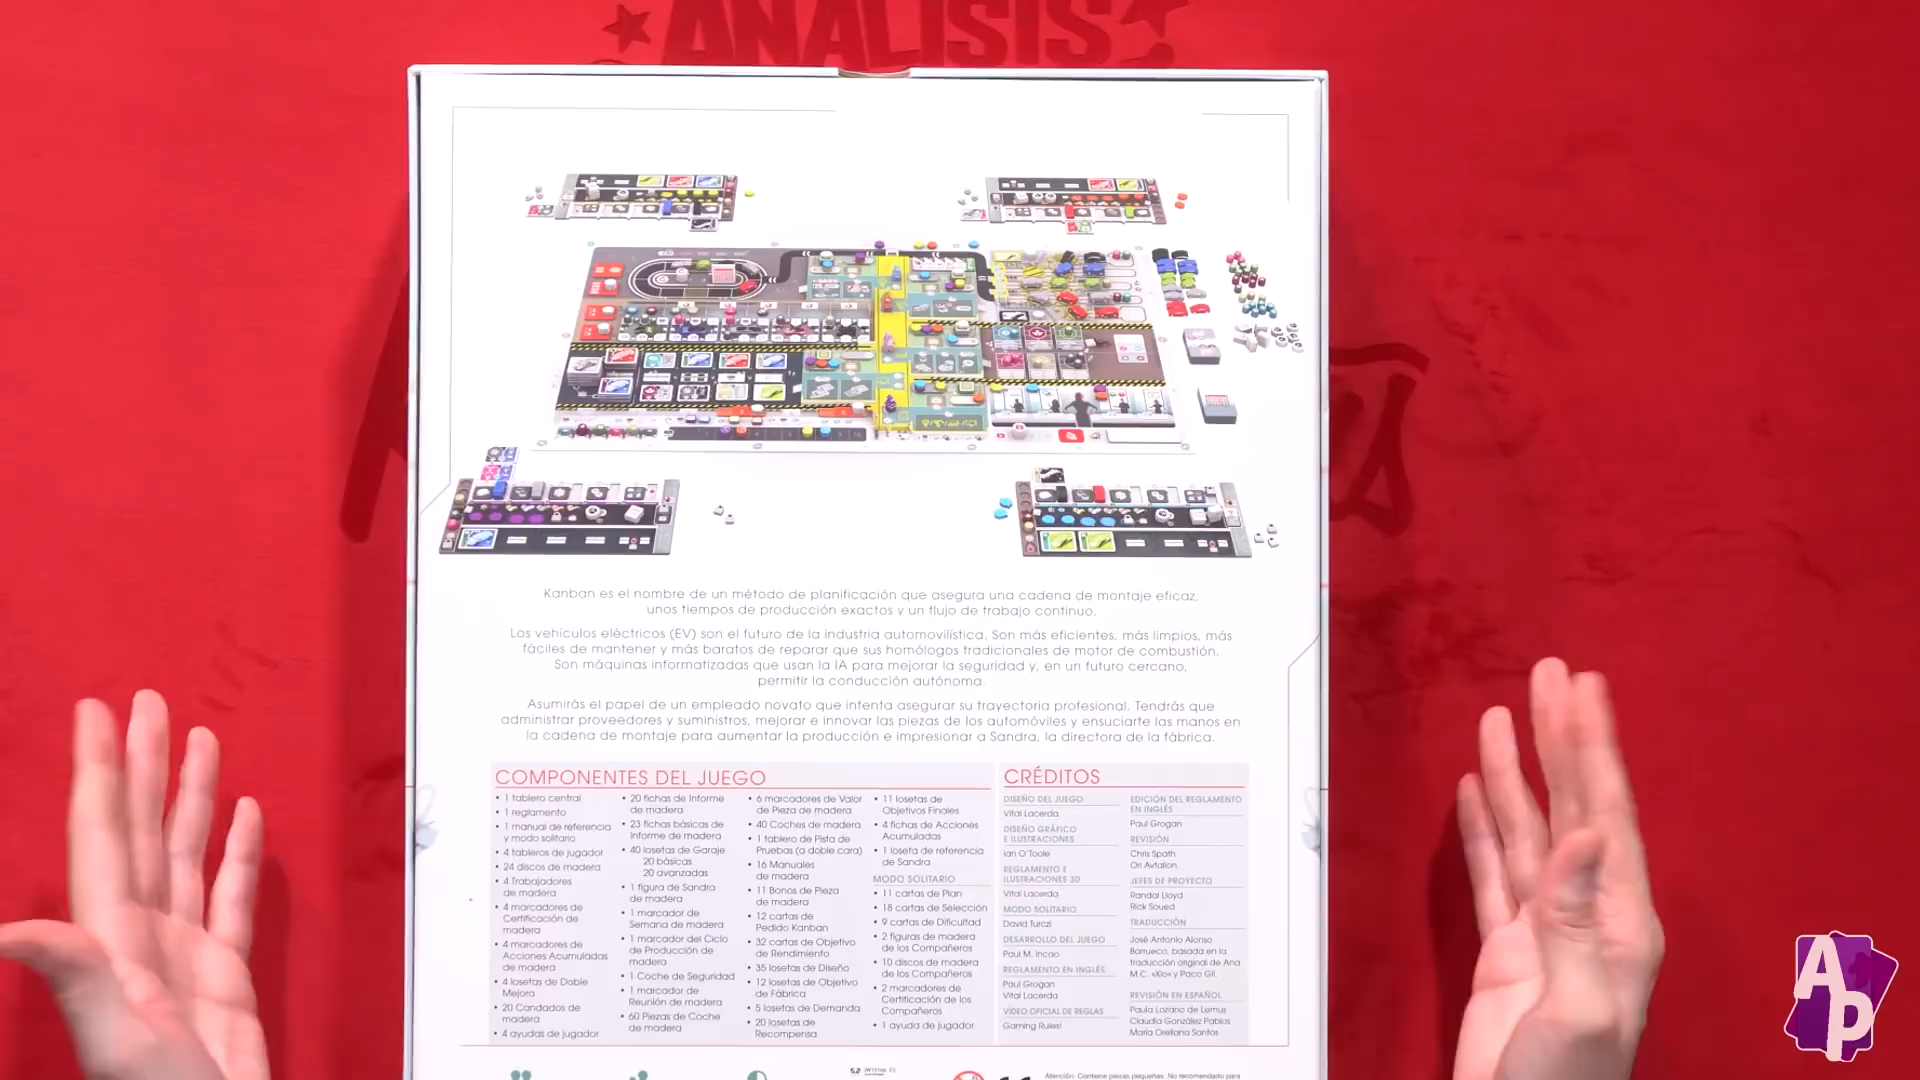 ANÁLISIS
Kanban es el nombre de un método de planificación que asegura una cadena de montaje eficaz,
unos tiempos de producción exactos y un flujo de trabajo continuo.
Los vehículos eléctricos (EV) son el futuro de la industria automovilística. Son más eficientes, más limpios, más
fáciles de mantener y más baratos de reparar que sus homólogos tradicionales de motor de combustión.
Son máquinas informatizadas que usan la IA para mejorar la seguridad y, en un futuro cercano,
permitir la conducción autónoma.
Asumirás el papel de un empleado novato que intenta asegurar su trayectoria profesional. Tendrás que
administrar proveedores y suministros, mejorar e innovar las piezas de los automóviles y ensuciarte las manos en
la cadena de montaje para aumentar la producción e impresionar a Sandra, la directora de la fábrica.
COMPONENTES DEL JUEGO
• 1 tablero central
• 1 reglamento
• 1 manual de referencia
y modo solitario
• 4 tableros de jugador
• 24 discos de madera
• 4 Trabajadores
de madera
• 4 marcadores de
Certificación de
madera
• 4 marcadores de
Acciones Acumuladas
de madera
• 4 losetas de Doble
Mejora
• 20 Candados de
madera
• 4 ayudas de jugador
• 20 fichas de Informe
de madera
• 23 fichas básicas de
Informe de madera
• 40 losetas de Garaje
20 básicas
20 avanzadas
• 1 figura de Sandra
de madera
• 1 marcador de
Semana de madera
• 1 marcador del Ciclo
de Producción de
madera
• 1 Coche de Seguridad
• 1 marcador de
Reunión de madera
• 60 Piezas de Coche
de madera
• 6 marcadores de Valor
de Pieza de madera
• 40 Coches de madera
• 1 tablero de Pista de
Pruebas (a doble cara)
• 16 Manuales
de madera
• 11 Bonos de Pieza
de madera
• 12 cartas de
Pedido Kanban
• 32 cartas de Objetivo
de Rendimiento
• 35 losetas de Diseño
• 12 losetas de Objetivo
de Fábrica
• 5 losetas de Demanda
• 20 losetas de
Recompensa
• 11 losetas de
Objetivos Finales
• 4 fichas de Acciones
Acumuladas
• 1 loseta de referencia
de Sandra
MODO SOLITARIO
• 11 cartas de Plan
• 18 cartas de Selección
• 9 cartas de Dificultad
• 2 figuras de madera
de los Compañeros
• 10 discos de madera
de los Compañeros
• 2 marcadores de
Certificación de los
Compañeros
• 1 ayuda de jugador
CRÉDITOS
DISEÑO DEL JUEGO
Vital Lacerda
DISEÑO GRÁFICO
E ILUSTRACIONES
Ian O'Toole
REGLAMENTO E
ILUSTRACIONES 3D
Vital Lacerda
MODO SOLITARIO
David Turczi
DESARROLLO DEL JUEGO
Paul M. Incao
REGLAMENTO EN INGLÉS
Paul Grogan
Vital Lacerda
VÍDEO OFICIAL DE REGLAS
Gaming Rules!
EDICIÓN DEL REGLAMENTO
EN INGLÉS
Paul Grogan
REVISIÓN
Chris Spath
Ori Avtalion
JEFES DE PROYECTO
Randal Lloyd
Rick Soued
TRADUCCIÓN
José Antonio Alonso
Barrueco, basada en la
traducción original de Ana
M.C. «Xio» y Paco Gil.
REVISIÓN EN ESPAÑOL
Paula Lozano de Lemus
Claudia González Pablos
María Orellana Santos
Atención: Contiene piezas pequeñas. No recomendado para
AP